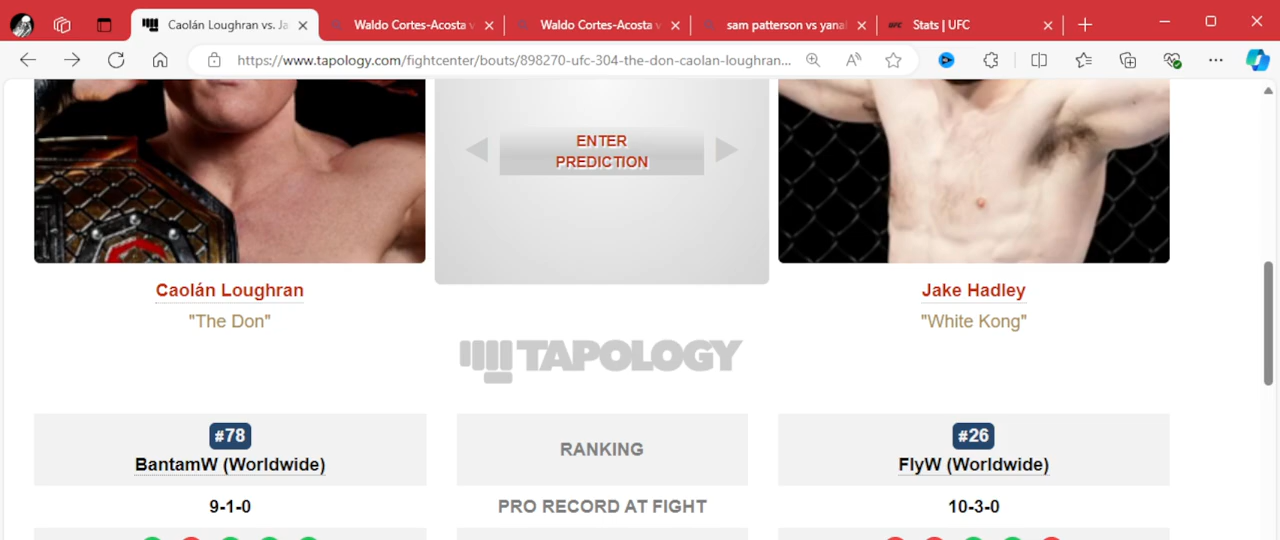 Caolán Loughran vs. Ja
Waldo Cortes-Acosta v
Waldo Cortes-Acosta v
sam patterson vs yanal
UFC
Stats | UFC
https://www.tapology.com/fightcenter/bouts/898270-ufc-304-the-don-caolan-loughran...
ENTER
PREDICTION
Caolán Loughran
"The Don"
Jake Hadley
"White Kong"
TAPOLOGY
#78
BantamW (Worldwide)
RANKING
#26
FlyW (Worldwide)
9-1-0
PRO RECORD AT FIGHT
10-3-0